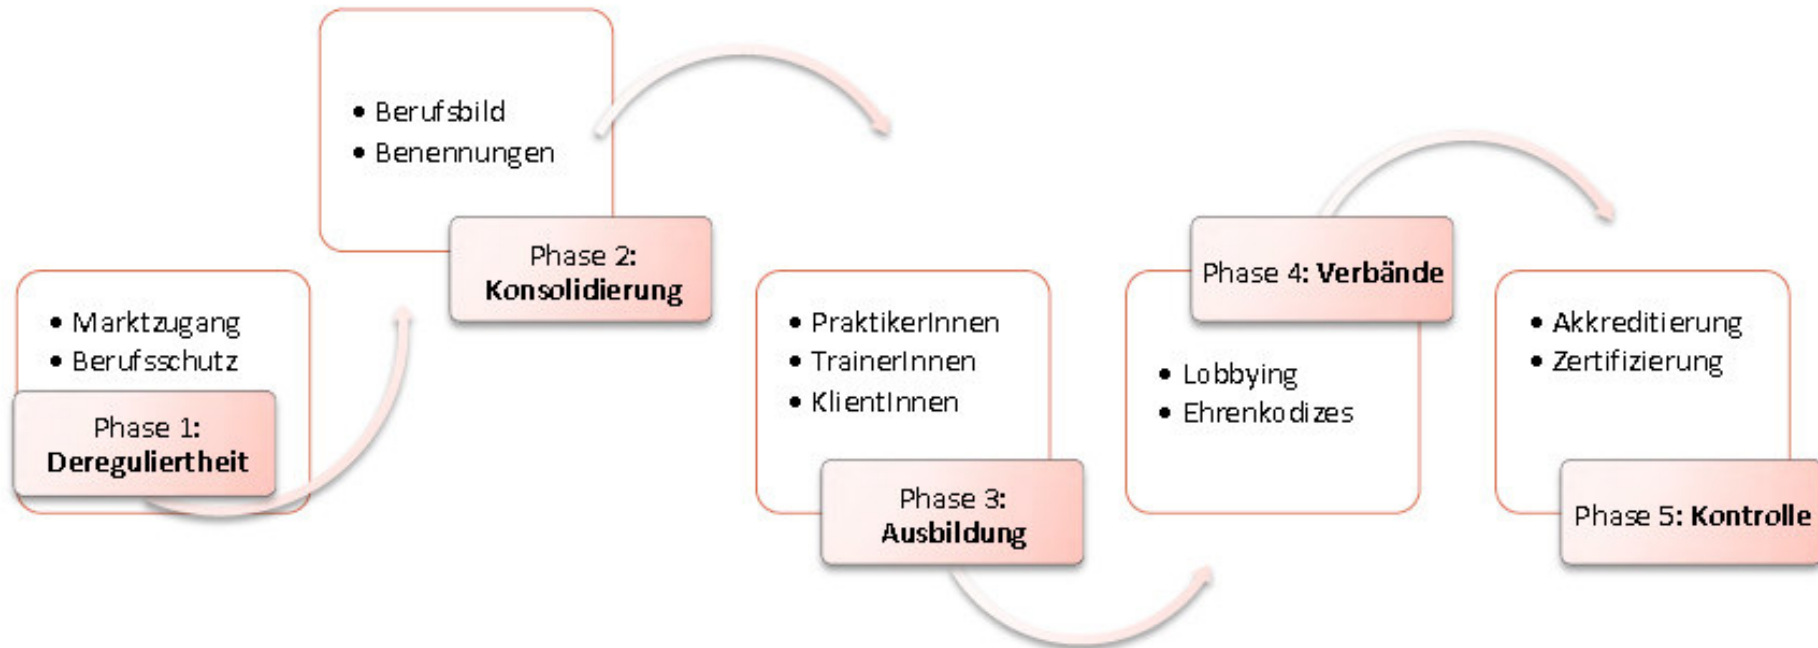 • Marktzugang
• Berufsschutz
Phase 1:
Dereguliertheit
• Berufsbild
• Benennungen
Phase 2:
Konsolidierung
• PraktikerInnen
• TrainerInnen
• KlientInnen
Phase 3:
Ausbildung
Phase 4: Verbände
• Lobbying
• Ehrenkodizes
• Akkreditierung
• Zertifizierung
Phase 5: Kontrolle